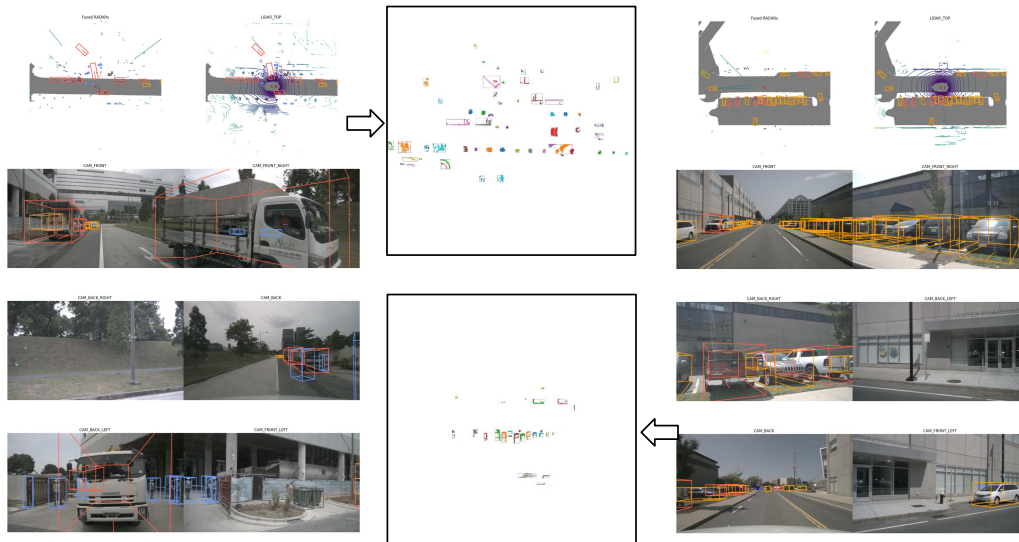 Fused RADARs
LIDAR_TOP
CAM_FRONT
CAM_FRONT_RIGHT
CAM_BACK_RIGHT
CAM_BACK
CAM_BACK_LEFT
CAM_FRONT_LEFT
Fused RADARs
LIDAR_TOP
CAM_FRONT
CAM_FRONT_RIGHT
CAM_BACK_RIGHT
CAM_BACK_LEFT
CAM_BACK
CAM_FRONT_LEFT